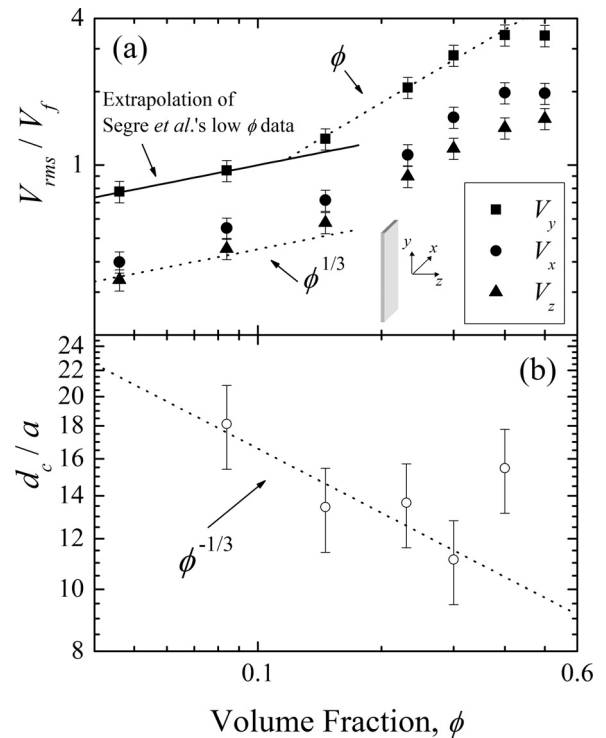 4
(a)
ϕ
Extrapolation of
Segre et al.'s low ϕ data
V_rms / V_f
1
ϕ^1/3
y
x
z
V_y
V_x
V_z
24
22
20
18
16
14
12
10
8
(b)
d_c / a
ϕ^-1/3
0.1
0.6
Volume Fraction, ϕ